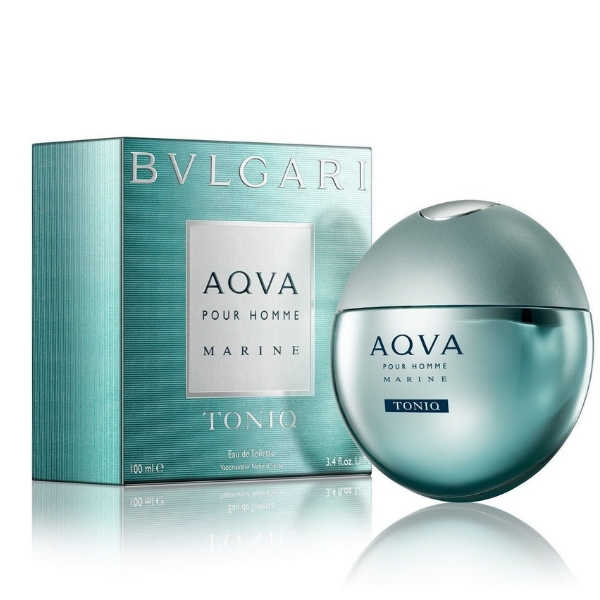 BVLGARI
AQVA
POUR HOMME
MARINE
TONIQ
Eau de Toilette
100 ml e 3.4 fl.oz.
AQVA
POUR HOMME
MARINE
TONIQ